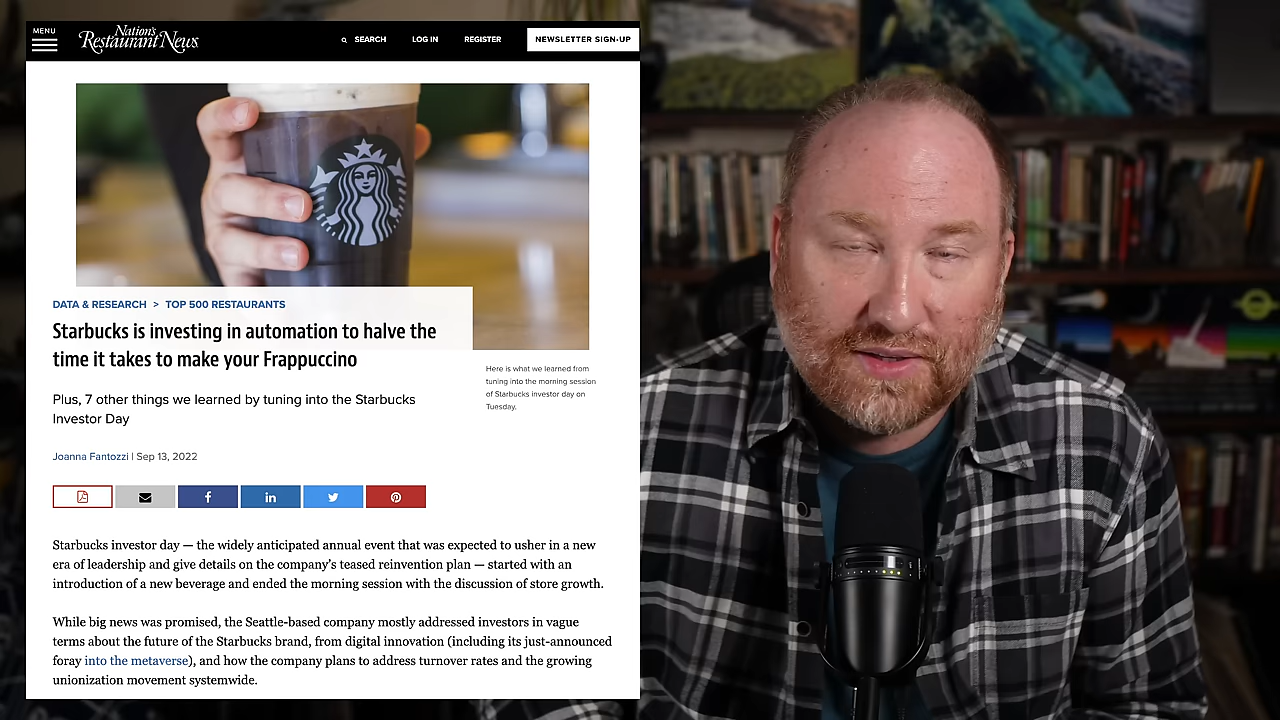 MENU
Nation's
Restaurant News
SEARCH
LOG IN
REGISTER
NEWSLETTER SIGN-UP
DATA & RESEARCH > TOP 500 RESTAURANTS
Starbucks is investing in automation to halve the
time it takes to make your Frappuccino
Plus, 7 other things we learned by tuning into the Starbucks
Investor Day
Here is what we learned from
tuning into the morning session
of Starbucks investor day on
Tuesday.
Joanna Fantozzi | Sep 13, 2022
Starbucks investor day — the widely anticipated annual event that was expected to usher in a new
era of leadership and give details on the company's teased reinvention plan — started with an
introduction of a new beverage and ended the morning session with the discussion of store growth.
While big news was promised, the Seattle-based company mostly addressed investors in vague
terms about the future of the Starbucks brand, from digital innovation (including its just-announced
foray into the metaverse), and how the company plans to address turnover rates and the growing
unionization movement systemwide.